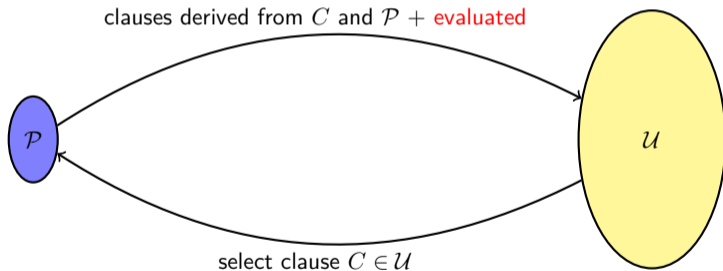 clauses derived from C and 𝒫 + evaluated
𝒫
𝒰
select clause C ∈ 𝒰